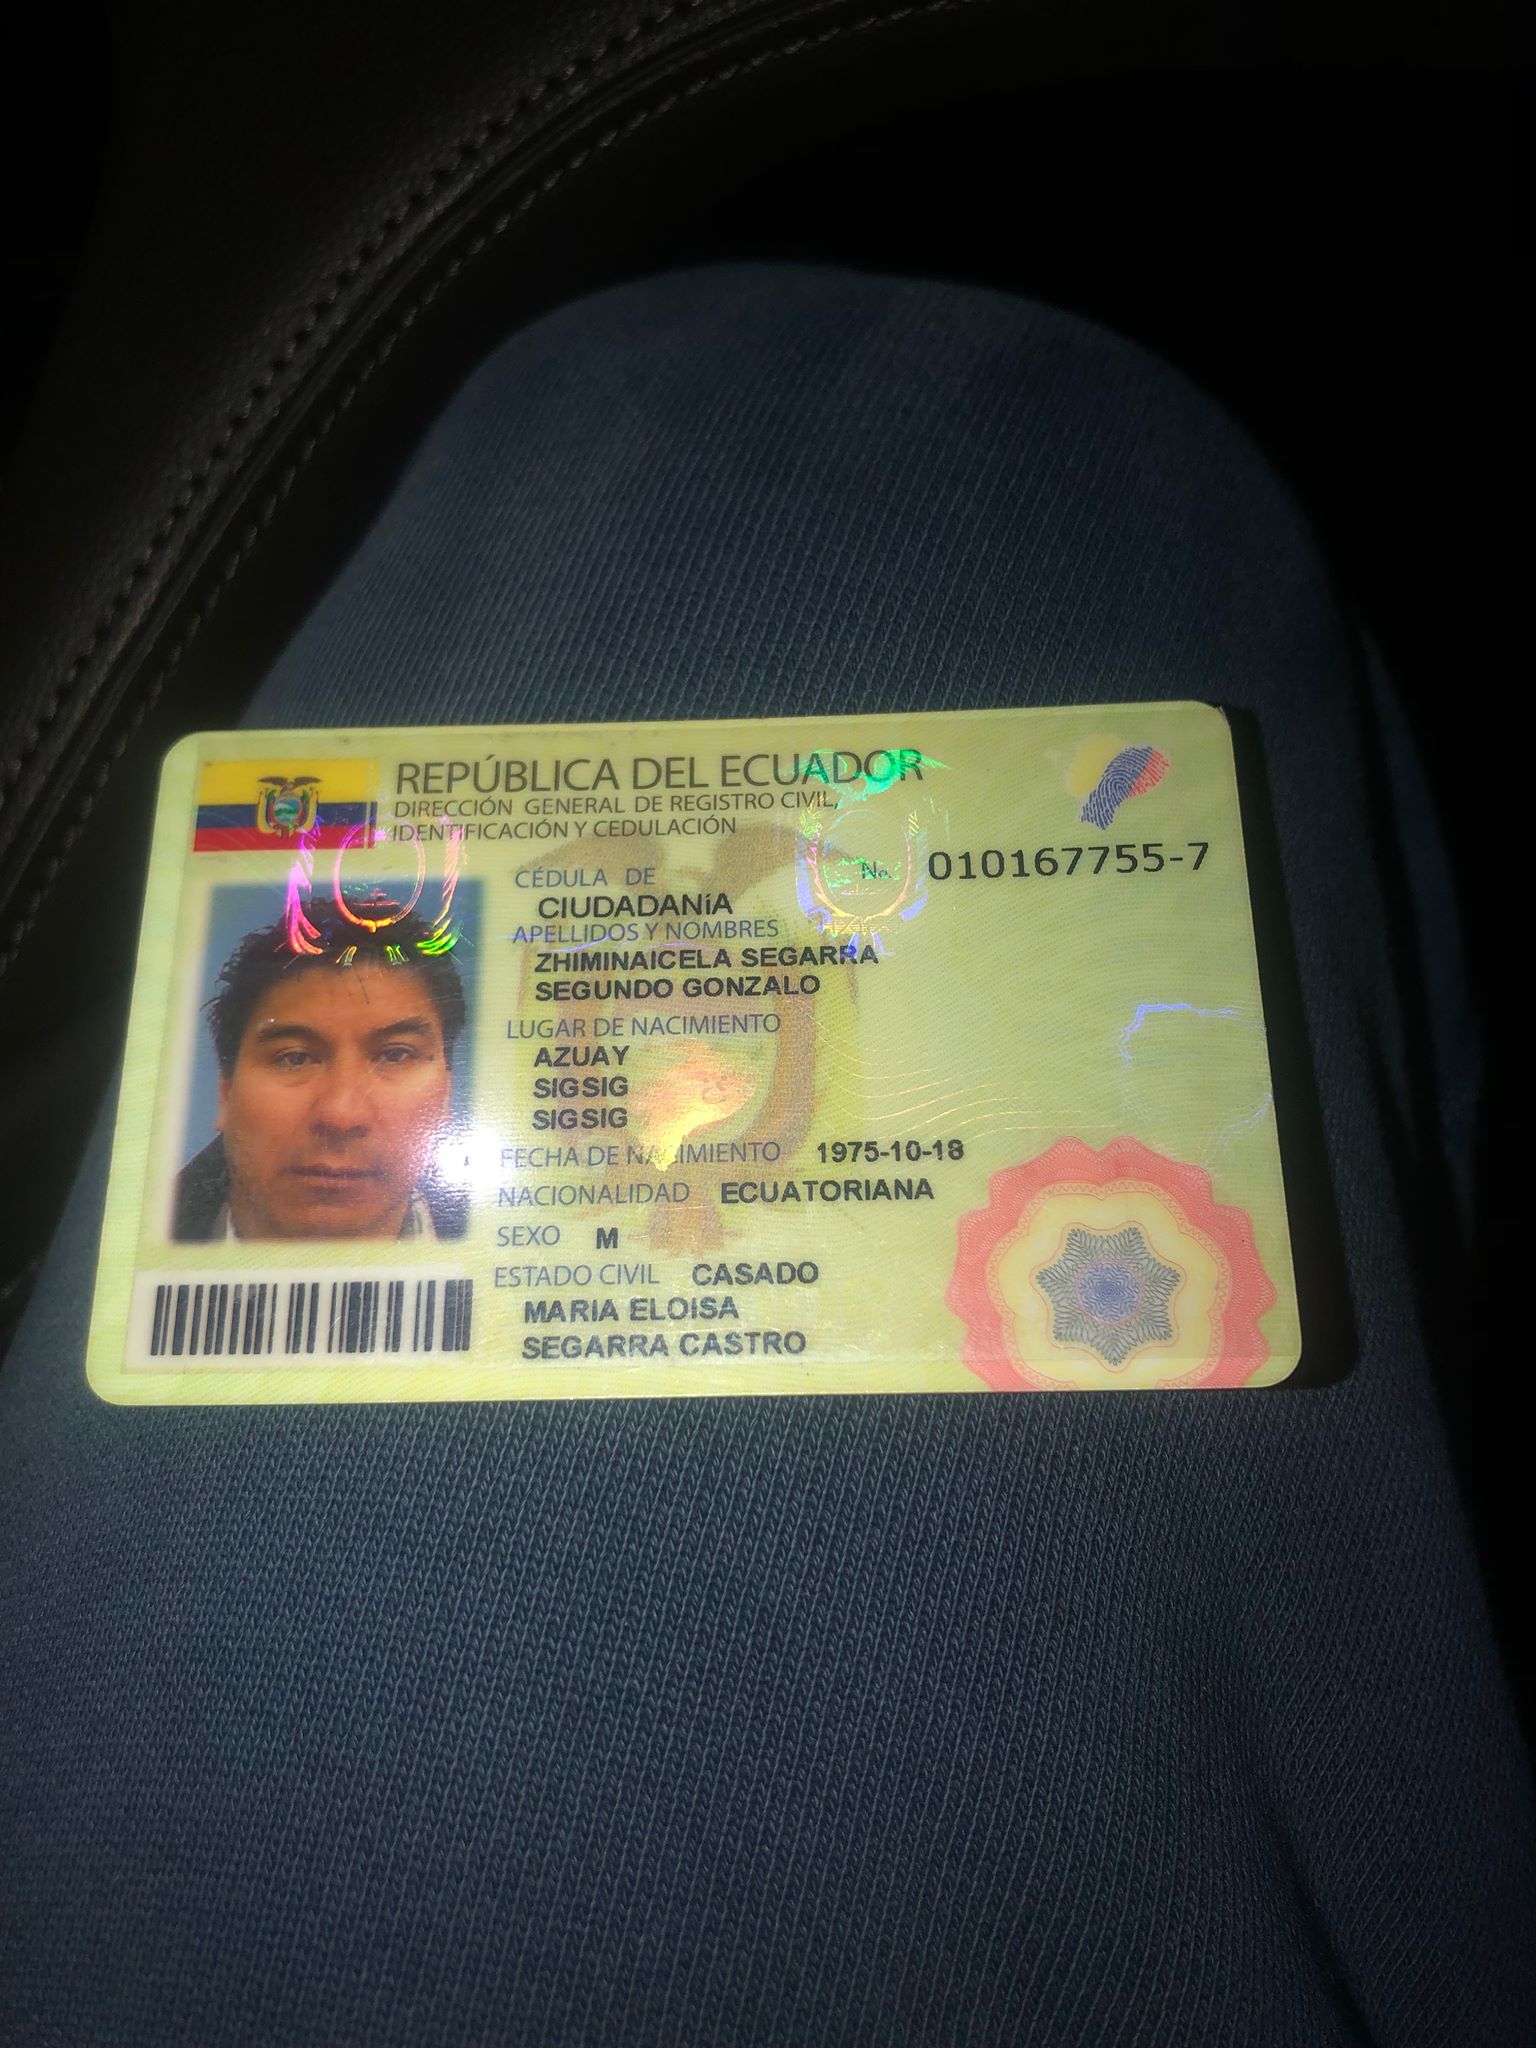 REPÚBLICA DEL ECUADOR
DIRECCIÓN GENERAL DE REGISTRO CIVIL,
IDENTIFICACIÓN Y CEDULACIÓN
CÉDULA DE
CIUDADANíA
No. 010167755-7
APELLIDOS Y NOMBRES
ZHIMINAICELA SEGARRA
SEGUNDO GONZALO
LUGAR DE NACIMIENTO
AZUAY
SIGSIG
SIGSIG
FECHA DE NACIMIENTO 1975-10-18
NACIONALIDAD ECUATORIANA
SEXO M
ESTADO CIVIL CASADO
MARIA ELOISA
SEGARRA CASTRO